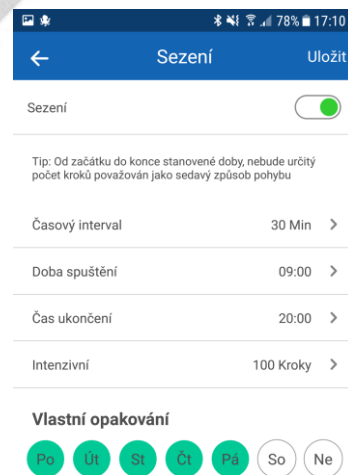 78% 17:10
Sezení Uložit
Sezení
Tip: Od začátku do konce stanovené doby, nebude určitý
počet kroků považován jako sedavý způsob pohybu
Časový interval 30 Min
Doba spuštění 09:00
Čas ukončení 20:00
Intenzivní 100 Kroky
Vlastní opakování
Po Út St Čt Pá So Ne